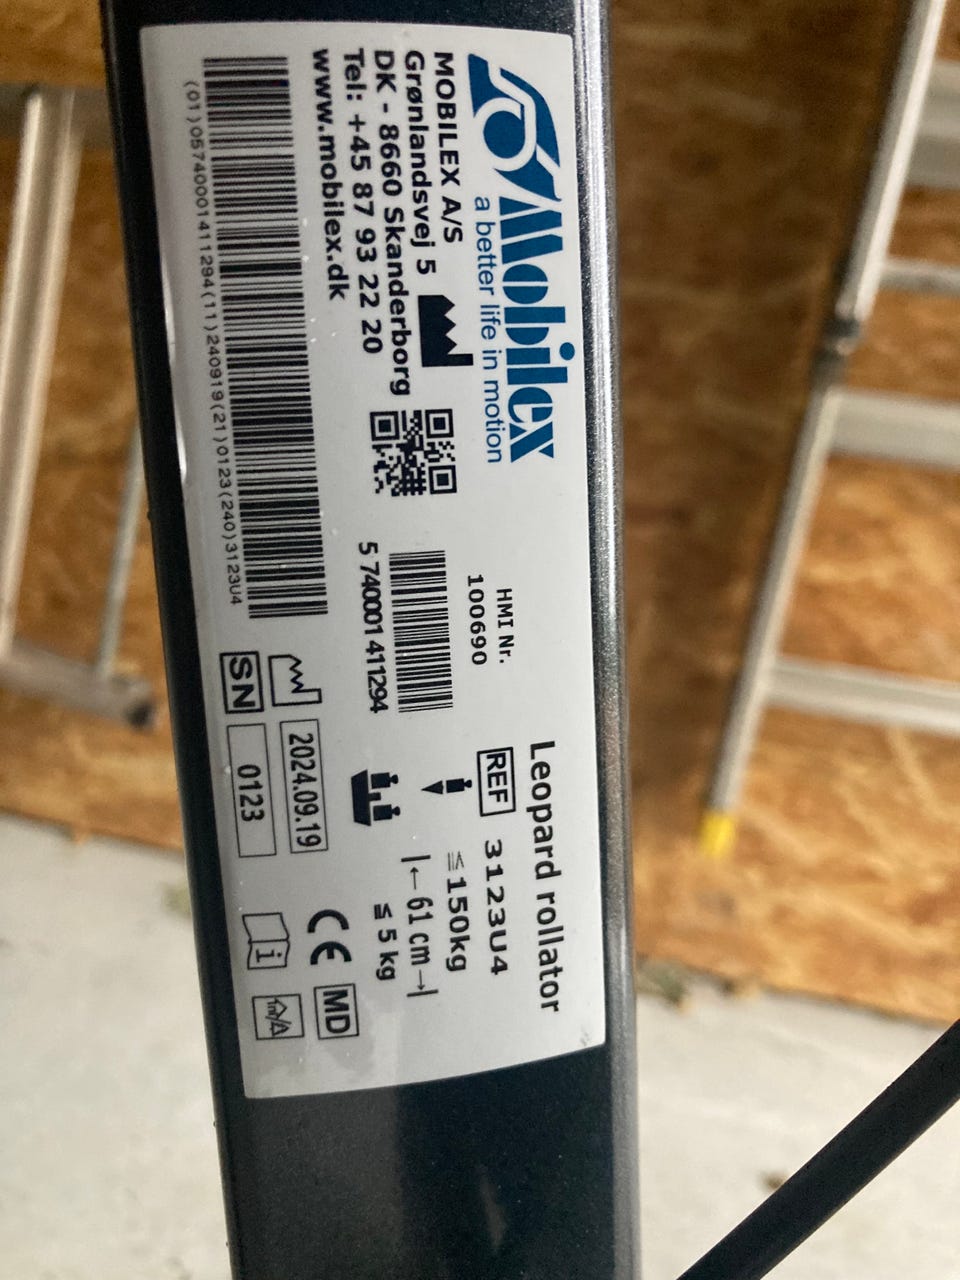 Mobilex
a better life in motion
MOBILEX A/S
Grønlandsvej 5
DK - 8660 Skanderborg
Tel: +45 87 93 22 20
www.mobilex.dk
(01)05740001411294(11)240919(21)0123(240)3123U4
HMI Nr.
100690
5 740001 411294
Leopard rollator
REF 3123U4
≤150kg
|←61 cm→|
≤ 5 kg
2024.09.19
SN 0123
CE MD
i